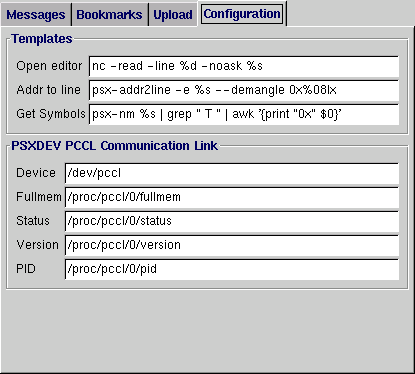 Messages Bookmarks Upload Configuration
Templates
Open editor nc -read -line %d -noask %s
Addr to line psx-addr2line -e %s --demangle 0x%08lx
Get Symbols psx-nm %s | grep " T " | awk '{print "0x" $0}'
PSXDEV PCCL Communication Link
Device /dev/pccl
Fullmem /proc/pccl/0/fullmem
Status /proc/pccl/0/status
Version /proc/pccl/0/version
PID /proc/pccl/0/pid